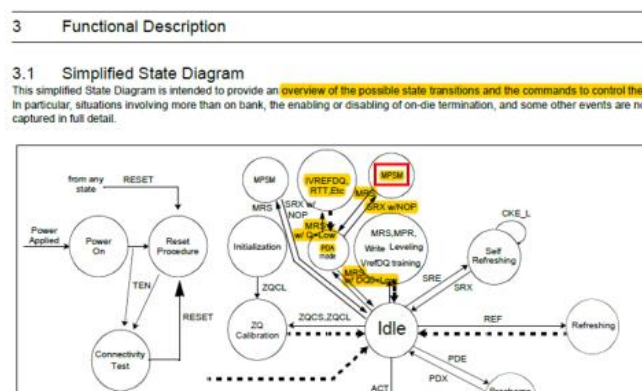 3 Functional Description
3.1 Simplified State Diagram
This simplified State Diagram is intended to provide an overview of the possible state transitions and the commands to control the
In particular, situations involving more than on bank, the enabling or disabling of on-die termination, and some other events are no
captured in full detail.
from any state
RESET
MPSM
IVREFDQ, RTT,Etc
MPSM
MRS
SRX w/ NOP
MRS
SRX w/NOP
CKE_L
Power Applied
Power On
Reset Procedure
Initialization
MRS w/ Q=Low
PDA mode
MRS,MPR,
Write Leveling
VrefDQ training
Self Refreshing
TEN
ZQCL
MRS w/ DQS=Low
SRE
SRX
RESET
ZQ Calibration
ZQCS,ZQCL
Idle
REF
Refreshing
Connectivity Test
PDE
PDX
ACT